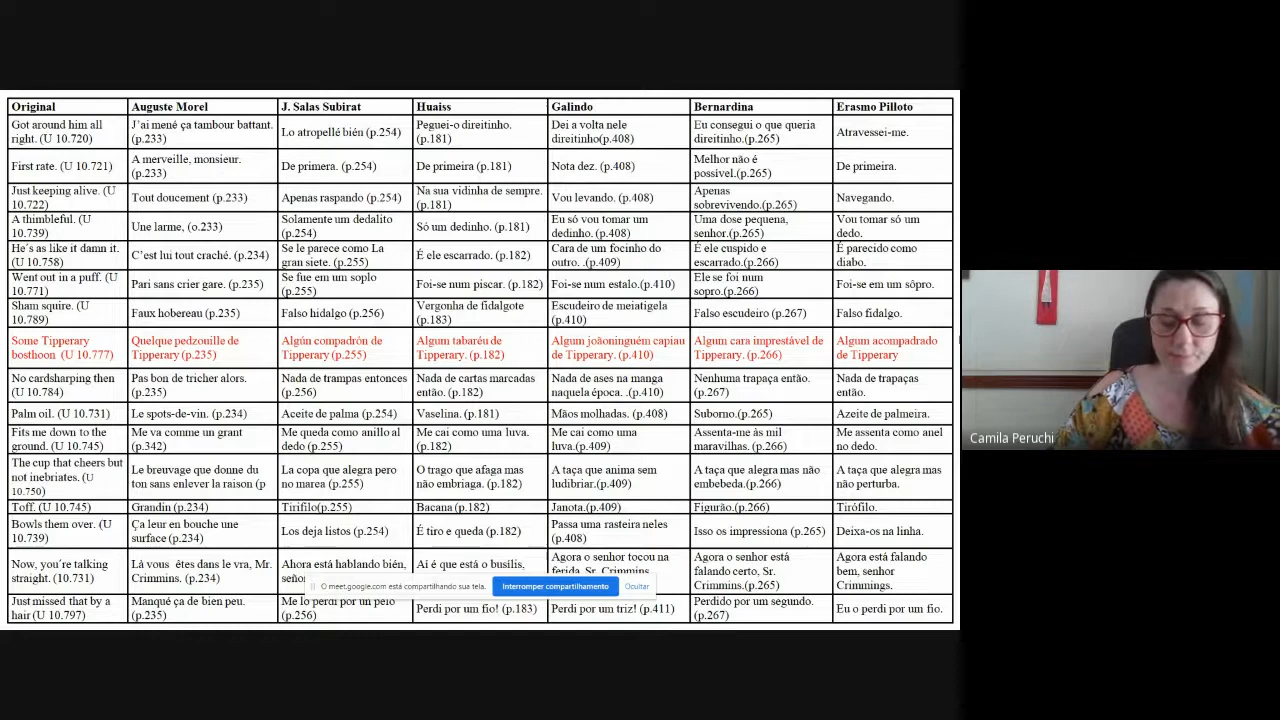 Original Auguste Morel J. Salas Subirat Huaiss Galindo Bernardina Erasmo Pilloto
Got around him all right. (U 10.720) J'ai mené ça tambour battant. (p.233) Lo atropellé bién (p.254) Peguei-o direitinho. (p.181) Dei a volta nele direitinho(p.408) Eu consegui o que queria direitinho.(p.265) Atravessei-me.
First rate. (U 10.721) A merveille, monsieur. (p.233) De primera. (p.254) De primeira (p.181) Nota dez. (p.408) Melhor não é possivel.(p.265) De primeira.
Just keeping alive. (U 10.722) Tout doucement (p.233) Apenas raspando (p.254) Na sua vidinha de sempre. (p.181) Vou levando. (p.408) Apenas sobrevivendo.(p.265) Navegando.
A thimbleful. (U 10.739) Une larme, (o.233) Solamente um dedalito (p.254) Só um dedinho. (p.181) Eu só vou tomar um dedinho. (p.408) Uma dose pequena, senhor.(p.265) Vou tomar só um dedo.
He´s as like it damn it. (U 10.758) C'est lui tout craché. (p.234) Se le parece como La gran siete. (p.255) É ele escarrado. (p.182) Cara de um focinho do outro. .(p.409) É ele cuspido e escarrado.(p.266) É parecido como diabo.
Went out in a puff. (U 10.771) Pari sans crier gare. (p.235) Se fue em um soplo (p.255) Foi-se num piscar. (p.182) Foi-se num estalo.(p.410) Ele se foi num sopro.(p.266) Foi-se em um sôpro.
Sham squire. (U 10.789) Faux hobereau (p.235) Falso hidalgo (p.256) Vergonha de fidalgote (p.183) Escudeiro de meiatigela (p.410) Falso escudeiro (p.267) Falso fidalgo.
Some Tipperary bosthoon (U 10.777) Quelque pedzouille de Tipperary (p.235) Algún compadrón de Tipperary (p.255) Algum tabaréu de Tipperary. (p.182) Algum joãoninguém capiau de Tipperary. (p.410) Algum cara imprestável de Tipperary. (p.266) Algum acompadrado de Tipperary
No cardsharping then (U 10.784) Pas bon de tricher alors. (p.235) Nada de trampas entonces (p.256) Nada de cartas marcadas então. (p.182) Nada de ases na manga naquela época. .(p.410) Nenhuma trapaça então. (p.267) Nada de trapaças então.
Palm oil. (U 10.731) Le spots-de-vin. (p.234) Aceite de palma (p.254) Vaselina. (p.181) Mãos molhadas. (p.408) Suborno.(p.265) Azeite de palmeira.
Fits me down to the ground. (U 10.745) Me va comme un grant (p.342) Me queda como anillo al dedo (p.255) Me cai como uma luva. (p.182) Me cai como uma luva.(p.409) Assenta-me às mil maravilhas. (p.266) Me assenta como anel no dedo.
The cup that cheers but not inebriates. (U 10.750) Le breuvage que donne du ton sans enlever la raison (p La copa que alegra pero no marea (p.255) O trago que afaga mas não embriaga. (p.182) A taça que anima sem ludibriar.(p.409) A taça que alegra mas não embebeda.(p.266) A taça que alegra mas não perturba.
Toff. (U 10.745) Grandin (p.234) Tirifilo(p.255) Bacana (p.182) Janota.(p.409) Figurão.(p.266) Tirófilo.
Bowls them over. (U 10.739) Ça leur en bouche une surface (p.234) Los deja listos (p.254) É tiro e queda (p.182) Passa uma rasteira neles (p.408) Isso os impressiona (p.265) Deixa-os na linha.
Now, you´re talking straight. (10.731) Là vous êtes dans le vra, Mr. Crimmins. (p.234) Ahora está hablando bién, seño Aí é que está o busílis, Agora o senhor tocou na ferida, Sr. Crimmins. Agora o senhor está falando certo, Sr. Crimmins.(p.265) Agora está falando bem, senhor Crimmings.
O meet.google.com está compartilhando sua tela. Interromper compartilhamento Ocultar
Just missed that by a hair (U 10.797) Manqué ça de bien peu. (p.235) Me lo perdi por un pelo (p.256) Perdi por um fio! (p.183) Perdi por um triz! (p.411) Perdido por um segundo. (p.267) Eu o perdi por um fio.
Camila Peruchi